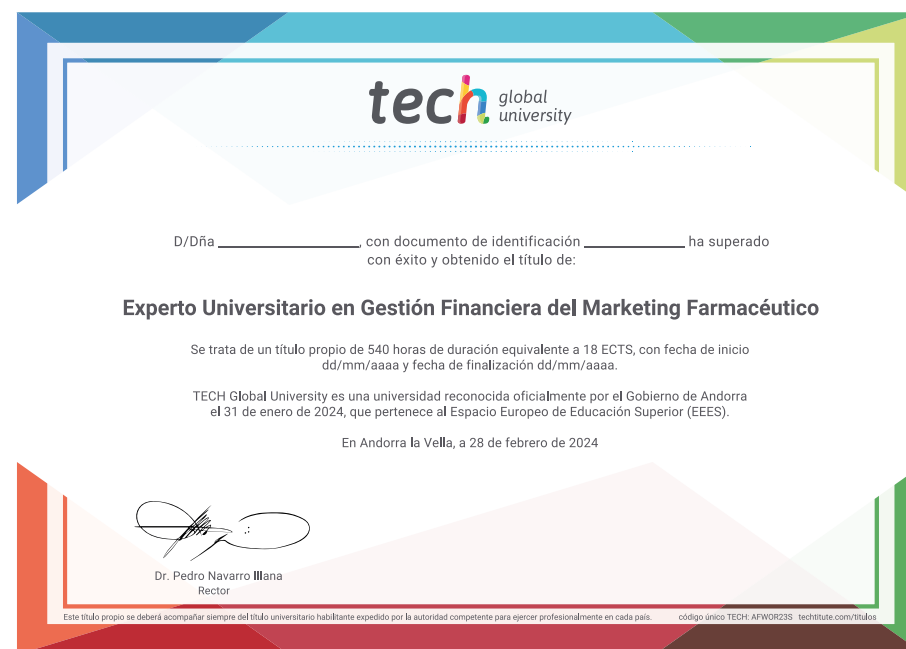 tech global university
D/Dña ____________________, con documento de identificación ______________ ha superado
con éxito y obtenido el título de:
Experto Universitario en Gestión Financiera del Marketing Farmacéutico
Se trata de un título propio de 540 horas de duración equivalente a 18 ECTS, con fecha de inicio
dd/mm/aaaa y fecha de finalización dd/mm/aaaa.
TECH Global University es una universidad reconocida oficialmente por el Gobierno de Andorra
el 31 de enero de 2024, que pertenece al Espacio Europeo de Educación Superior (EEES).
En Andorra la Vella, a 28 de febrero de 2024
Dr. Pedro Navarro Illana
Rector
Este título propio se deberá acompañar siempre del título universitario habilitante expedido por la autoridad competente para ejercer profesionalmente en cada país. código único TECH: AFWOR23S techtitute.com/titulos